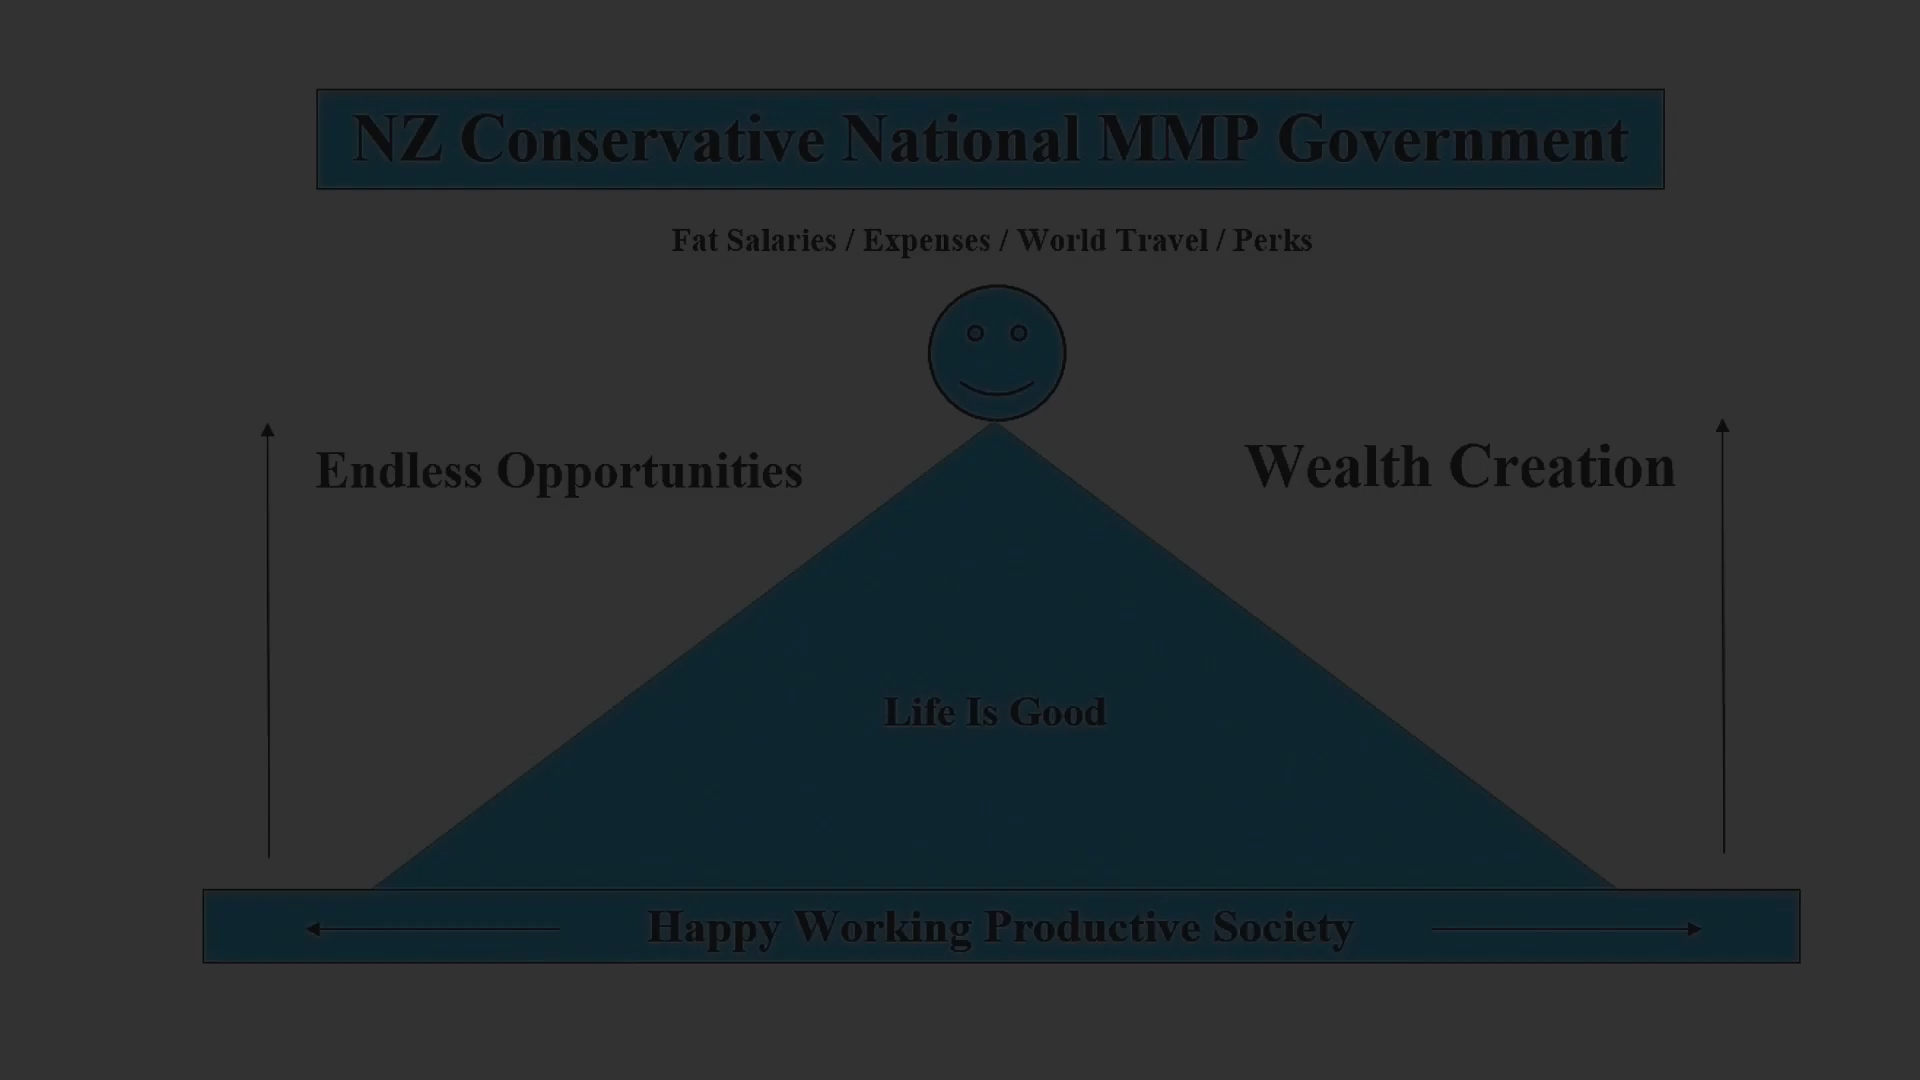 NZ Conservative National MMP Government
Fat Salaries / Expenses / World Travel / Perks
Endless Opportunities
Wealth Creation
Life Is Good
Happy Working Productive Society